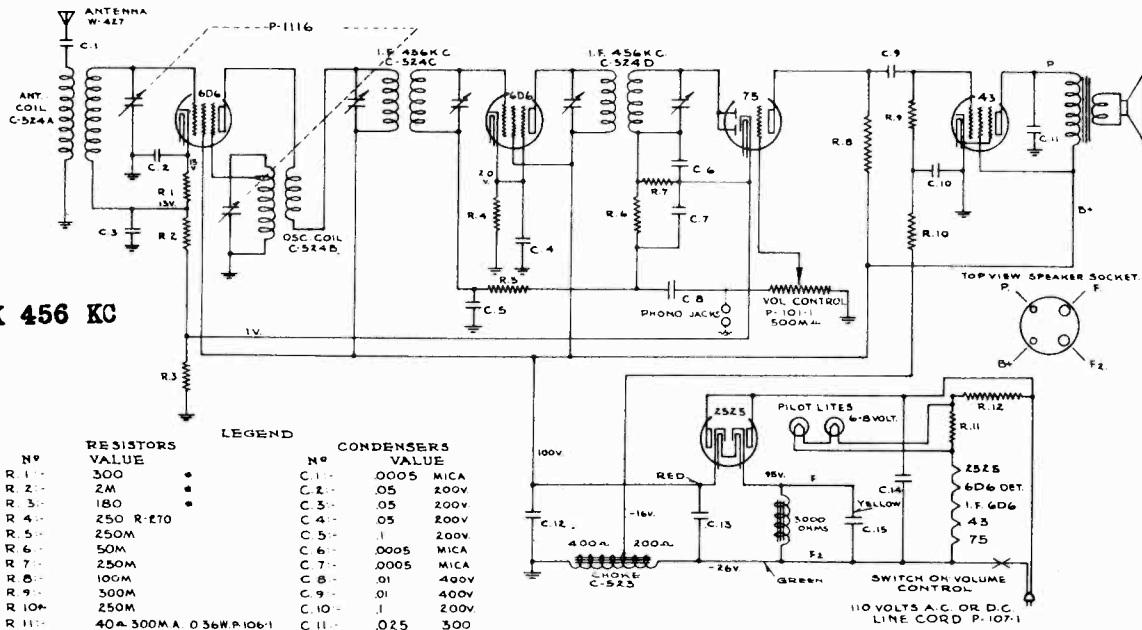 ANTENNA
W-427
C.1
P-1116
I.F. 456KC
C-524C
I.F. 456KC.
C-524D
C.9
P
ANT.
COIL
C-524A
6D6
6D6
75
43
R.8
R.9
C.11
C.2
R.1
13V.
R.2
C.3
OSC. COIL
C-524B
2.0
V.
R.4
C.4
C.6
R.7
C.7
R.6
C.10
R.10
B+
R.5
C.5
C.8
PHONO JACKS
VOL CONTROL
P-101-1
500M
TOP VIEW SPEAKER SOCKET.
P.
F.
B+
F2.
K 456 KC
1V.
R.3
2525
PILOT LITES
6-8 VOLT.
R.12
R.11
100V.
RED
-16V.
95V.
F
YELLOW
C.12
C.13
3000
OHMS
C.15
C.14
2525
6D6 DET.
I.F. 6D6
43
75
400Ω
200Ω
CHOKE
C-523
-26V.
GREEN
F2
SWITCH ON VOLUME
CONTROL
110 VOLTS A.C. OR D.C.
LINE CORD P-107-1
LEGEND
RESISTORS
Nº VALUE
R.1:- 300
R.2:- 2M
R.3:- 180
R.4:- 250 R-270
R.5:- 250M
R.6:- 50M
R.7:- 250M
R.8:- 100M
R.9:- 300M
R.10 250M
R.11:- 40Ω 300M.A. 0 36W. P-106-1
CONDENSERS
Nº VALUE
C.1:- .0005 MICA
C.2:- .05 200V.
C.3:- .05 200V.
C.4:- .05 200V.
C.5:- .1 200V.
C.6:- .0005 MICA
C.7:- .0005 MICA
C.8:- .01 400V
C.9:- .01 400V
C.10:- .1 200V.
C.11:- .025 300